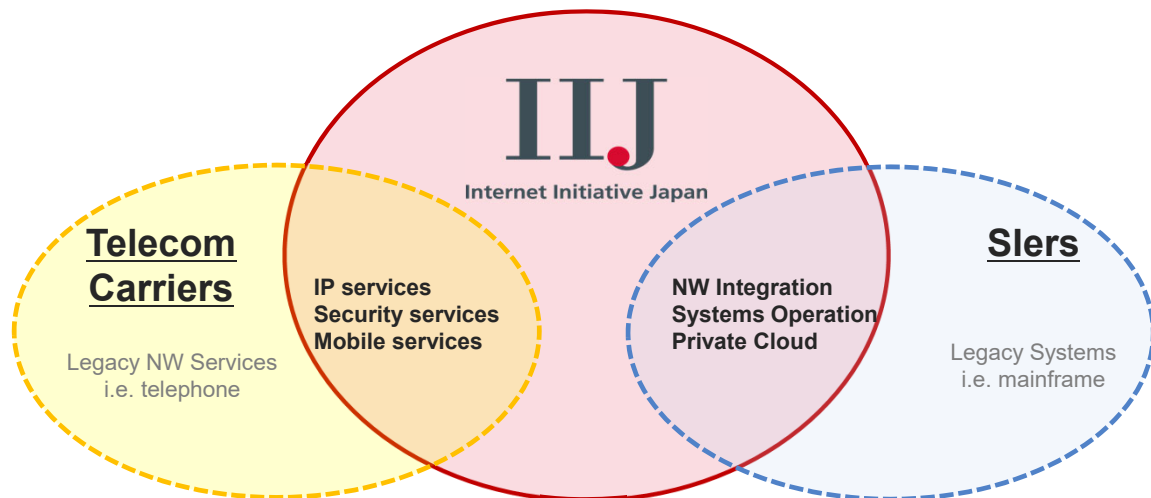 IIJ
Internet Initiative Japan
Telecom
Carriers
Legacy NW Services
i.e. telephone
IP services
Security services
Mobile services
NW Integration
Systems Operation
Private Cloud
SIers
Legacy Systems
i.e. mainframe